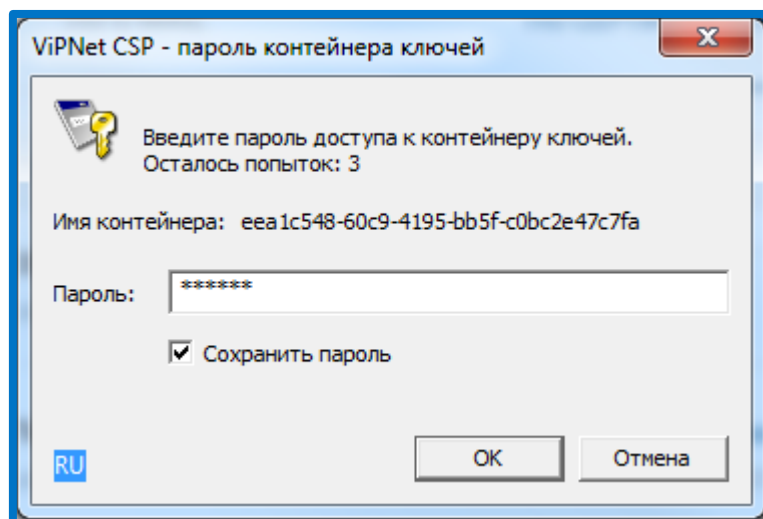 ViPNet CSP - пароль контейнера ключей
Введите пароль доступа к контейнеру ключей.
Осталось попыток: 3
Имя контейнера: eea1c548-60c9-4195-bb5f-c0bc2e47c7fa
Пароль: ******
Сохранить пароль
RU OK Отмена